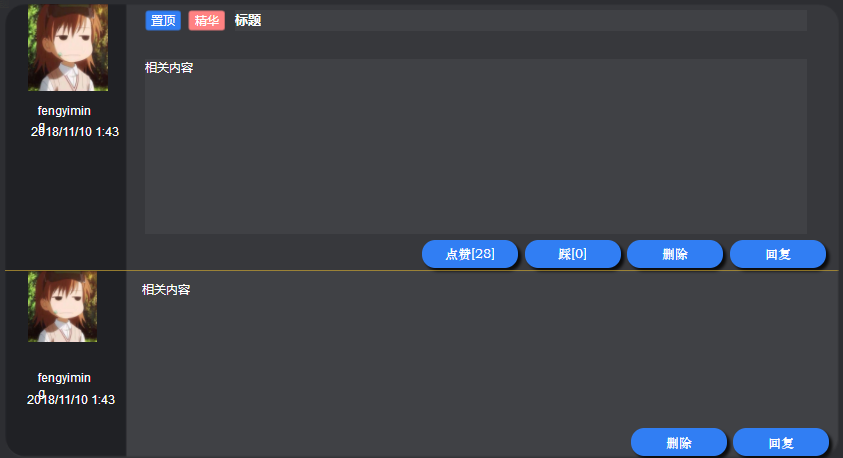 置顶 精华 标题
相关内容
fengyimin
g
2018/11/10 1:43
点赞[28] 踩[0] 删除 回复
相关内容
fengyimin
g
2018/11/10 1:43
删除 回复